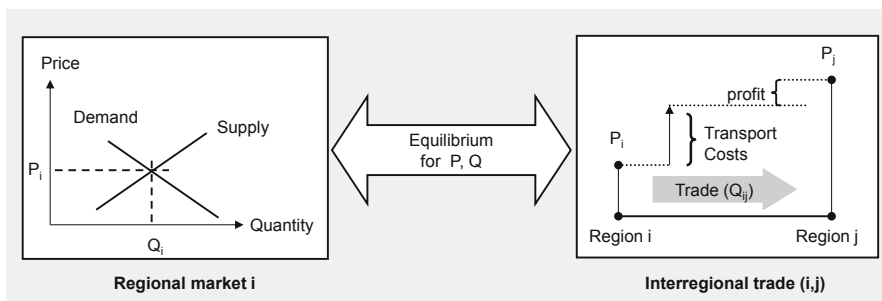 Price
Demand
Supply
P_i
Quantity
Q_i
Regional market i
Equilibrium
for P, Q
P_j
profit
P_i
Transport
Costs
Trade (Q_ij)
Region i
Region j
Interregional trade (i,j)